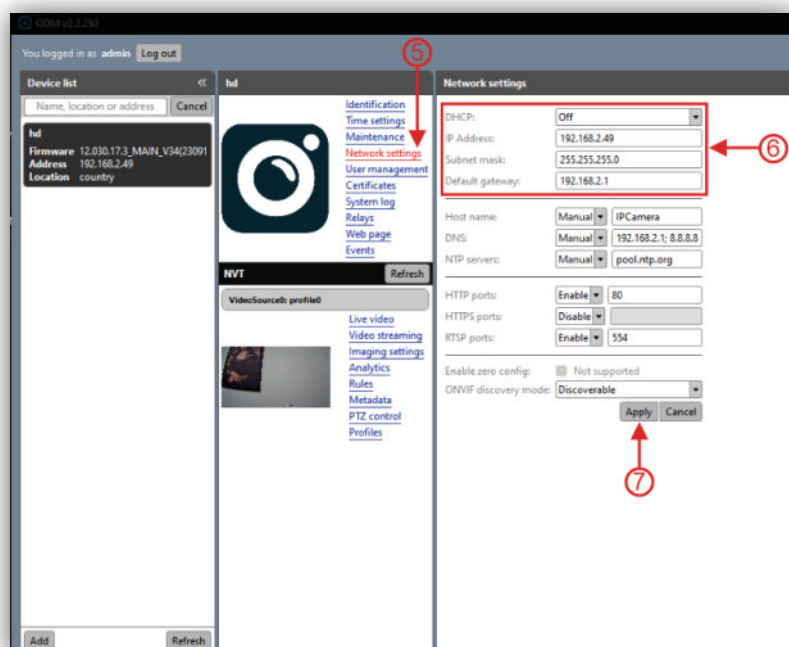 ODM v2.2.250
You logged in as admin Log out
5
Device list «
Name, location or address Cancel
hd
Firmware 12.030.17.3_MAIN_V34(23091
Address 192.168.2.49
Location country
Add Refresh
hd
Identification
Time settings
Maintenance
Network settings
User management
Certificates
System log
Relays
Web page
Events
NVT Refresh
VideoSource0: profile0
Live video
Video streaming
Imaging settings
Analytics
Rules
Metadata
PTZ control
Profiles
Network settings
DHCP: Off
IP Address: 192.168.2.49
Subnet mask: 255.255.255.0
Default gateway: 192.168.2.1
6
Host name: Manual IPCamera
DNS: Manual 192.168.2.1; 8.8.8.8
NTP servers: Manual pool.ntp.org
HTTP ports: Enable 80
HTTPS ports: Disable
RTSP ports: Enable 554
Enable zero config: Not supported
ONVIF discovery mode: Discoverable
Apply Cancel
7